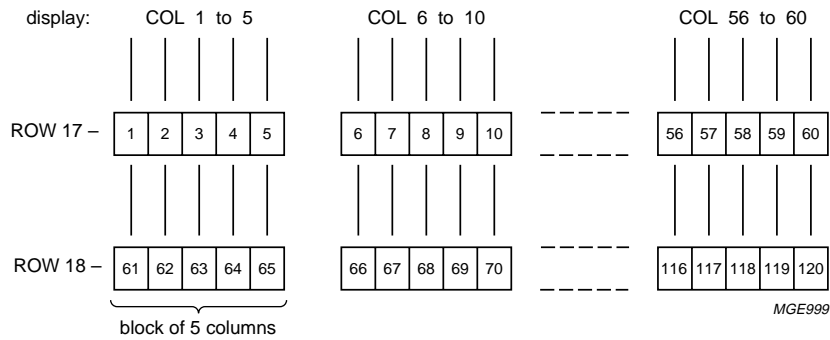 display: COL 1 to 5 COL 6 to 10 COL 56 to 60
ROW 17 – 1 2 3 4 5 6 7 8 9 10 56 57 58 59 60
ROW 18 – 61 62 63 64 65 66 67 68 69 70 116 117 118 119 120
MGE999
block of 5 columns